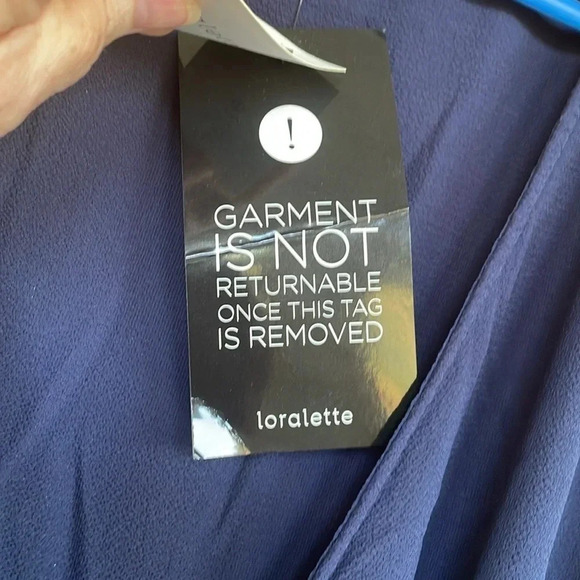 !
GARMENT
IS NOT
RETURNABLE
ONCE THIS TAG
IS REMOVED
loralette